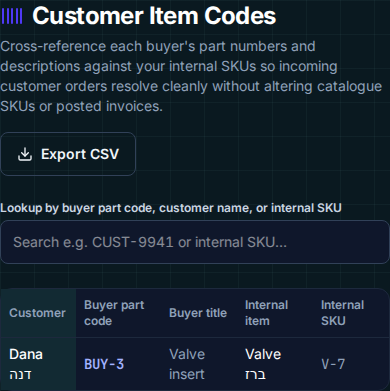 Customer Item Codes
Cross-reference each buyer's part numbers and
descriptions against your internal SKUs so incoming
customer orders resolve cleanly without altering catalogue
SKUs or posted invoices.
Export CSV
Lookup by buyer part code, customer name, or internal SKU
Search e.g. CUST-9941 or internal SKU...
Customer
Buyer part
code
Buyer title
Internal
item
Internal
SKU
Dana
דנה
BUY-3
Valve
insert
Valve
ברז
V-7